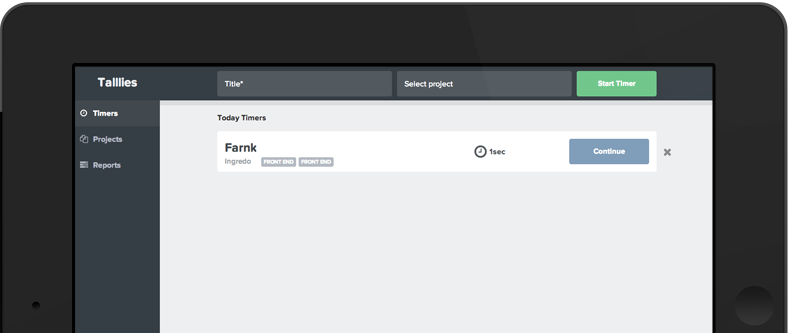 Talllies
Title*
Select project
Start Timer
Timers
Projects
Reports
Today Timers
Farnk
Ingredo
FRONT END
FRONT END
1sec
Continue